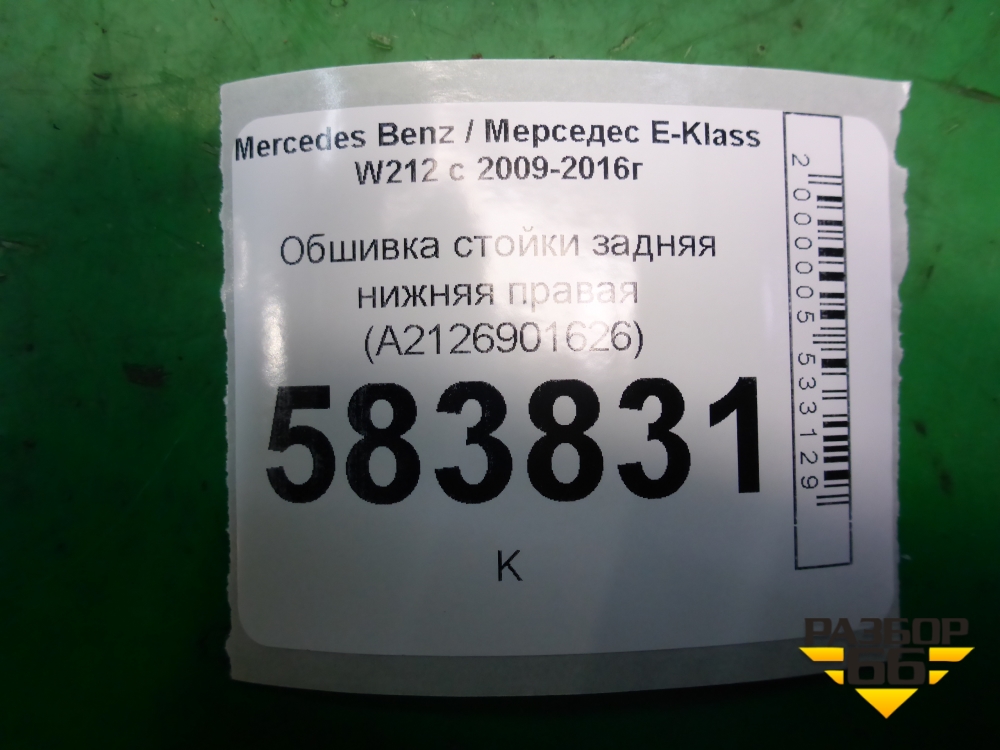 Mercedes Benz / Мерседес E-Klass
W212 с 2009-2016г
Обшивка стойки задняя
нижняя правая
(A2126901626)
583831
K
2000005533129
РАЗБОР
66